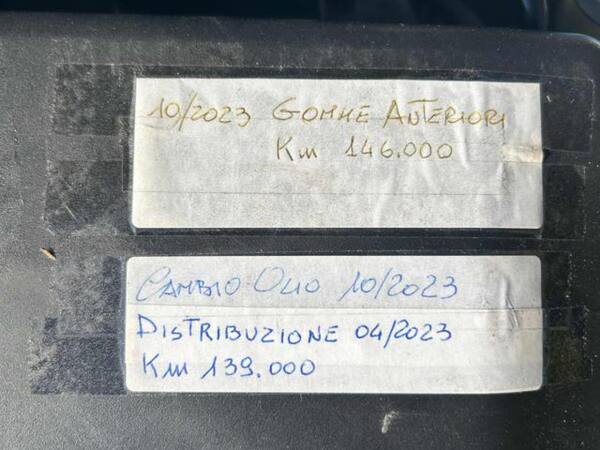 10/2023 GOMME ANTERIORI
Km 146.000
CAMBIO OLIO 10/2023
DISTRIBUZIONE 04/2023
Km 139.000